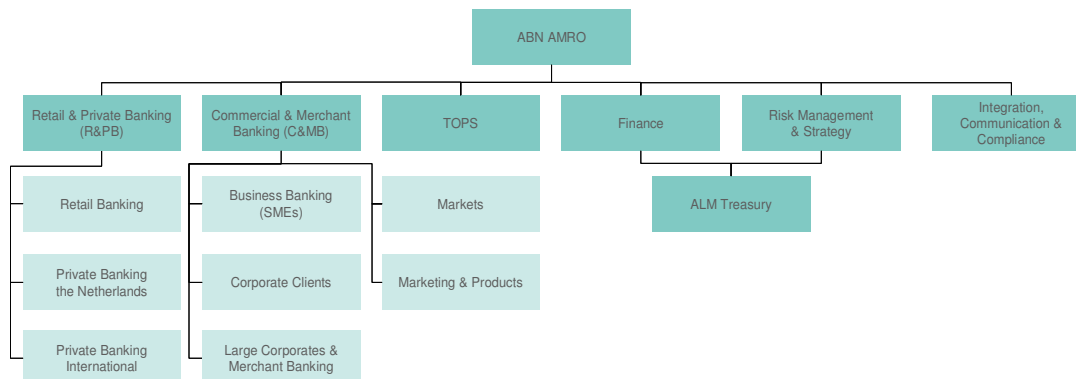 ABN AMRO
Retail & Private Banking
(R&PB)
Commercial & Merchant
Banking (C&MB)
TOPS
Finance
Risk Management
& Strategy
Integration,
Communication &
Compliance
Retail Banking
Business Banking
(SMEs)
Markets
ALM Treasury
Private Banking
the Netherlands
Corporate Clients
Marketing & Products
Private Banking
International
Large Corporates &
Merchant Banking